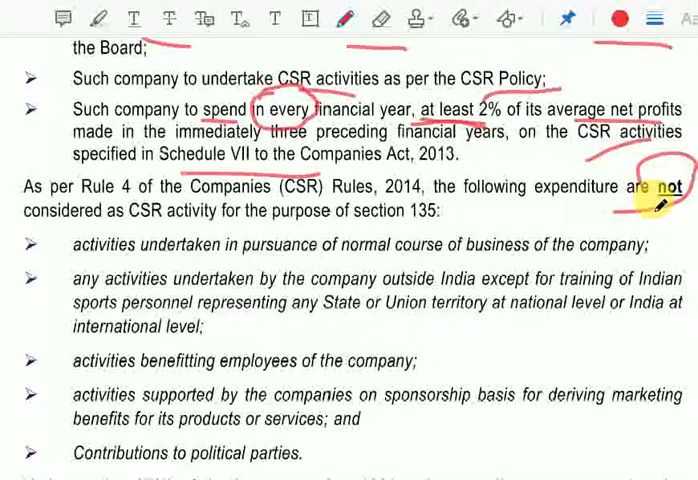 the Board;
➢ Such company to undertake CSR activities as per the CSR Policy;
➢ Such company to spend in every financial year, at least 2% of its average net profits
made in the immediately three preceding financial years, on the CSR activities
specified in Schedule VII to the Companies Act, 2013.
As per Rule 4 of the Companies (CSR) Rules, 2014, the following expenditure are not
considered as CSR activity for the purpose of section 135:
➢ activities undertaken in pursuance of normal course of business of the company;
➢ any activities undertaken by the company outside India except for training of Indian
sports personnel representing any State or Union territory at national level or India at
international level;
➢ activities benefitting employees of the company;
➢ activities supported by the companies on sponsorship basis for deriving marketing
benefits for its products or services; and
➢ Contributions to political parties.